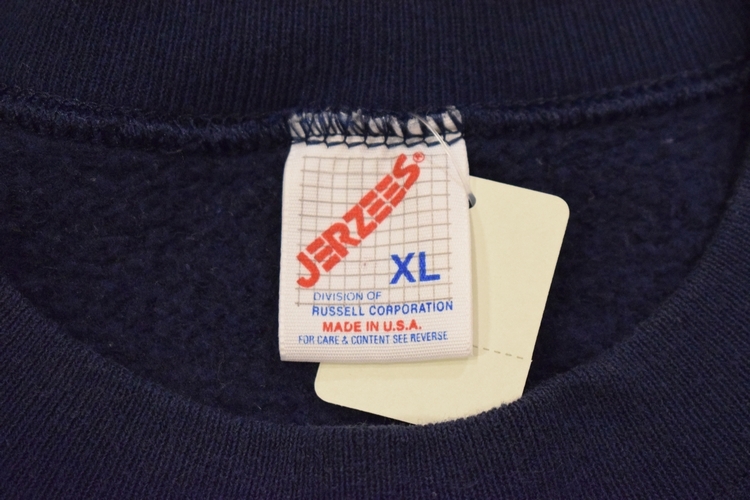 JERZEES®
XL
DIVISION OF
RUSSELL CORPORATION
MADE IN U.S.A.
FOR CARE & CONTENT SEE REVERSE